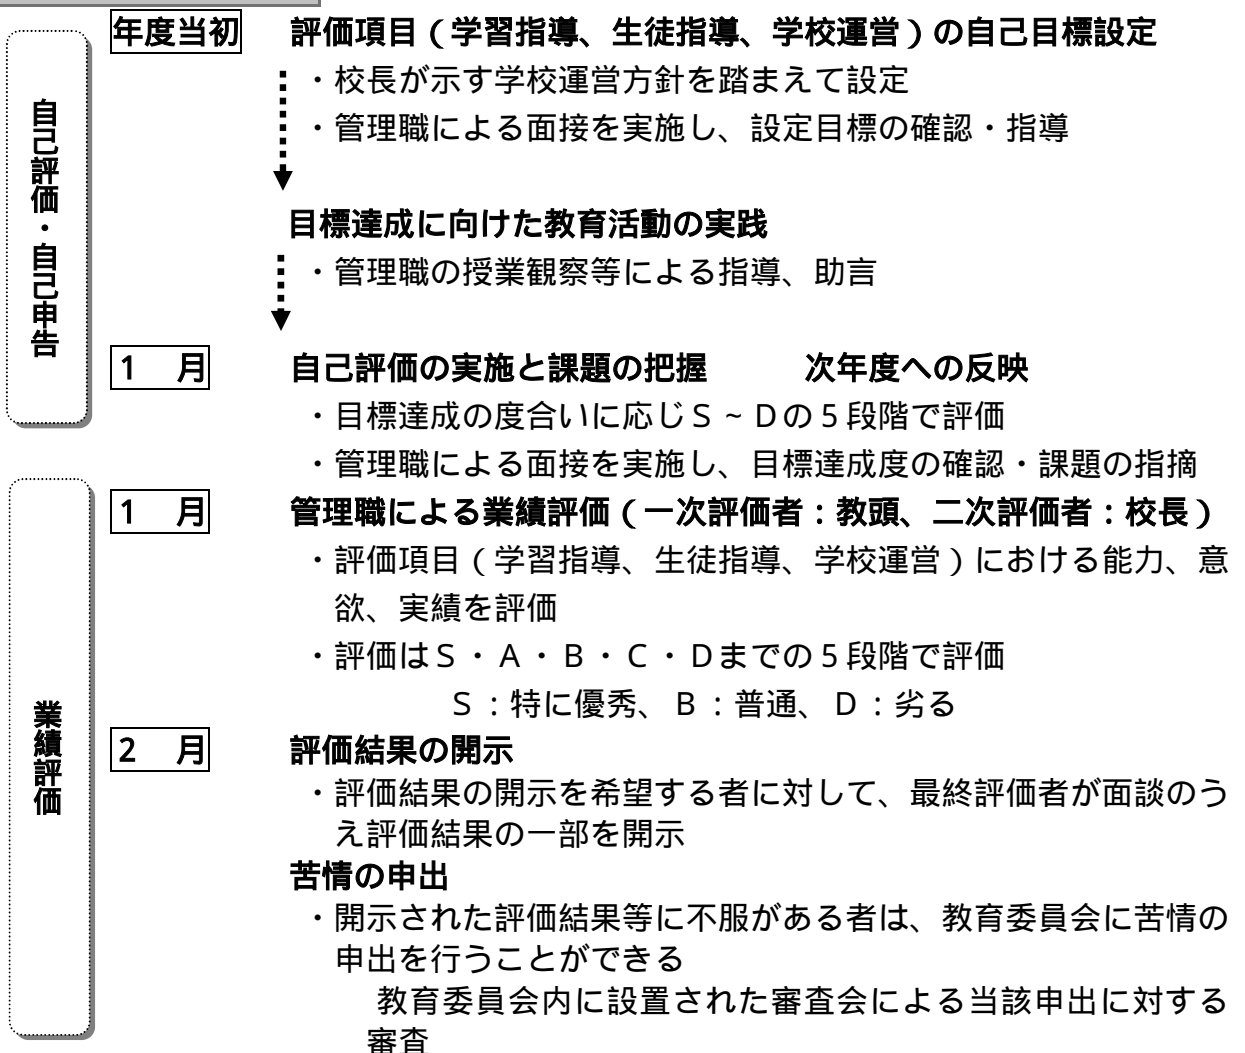 自己評価・自己申告
年度当初 評価項目（学習指導、生徒指導、学校運営）の自己目標設定
・校長が示す学校運営方針を踏まえて設定
・管理職による面接を実施し、設定目標の確認・指導
目標達成に向けた教育活動の実践
・管理職の授業観察等による指導、助言
１　月 自己評価の実施と課題の把握　　　次年度への反映
・目標達成の度合いに応じＳ～Ｄの５段階で評価
・管理職による面接を実施し、目標達成度の確認・課題の指摘
業績評価
１　月 管理職による業績評価（一次評価者：教頭、二次評価者：校長）
・評価項目（学習指導、生徒指導、学校運営）における能力、意
欲、実績を評価
・評価はＳ・Ａ・Ｂ・Ｃ・Ｄまでの５段階で評価
Ｓ：特に優秀、Ｂ：普通、Ｄ：劣る
２　月 評価結果の開示
・評価結果の開示を希望する者に対して、最終評価者が面談のう
え評価結果の一部を開示
苦情の申出
・開示された評価結果等に不服がある者は、教育委員会に苦情の
申出を行うことができる
教育委員会内に設置された審査会による当該申出に対する
審査